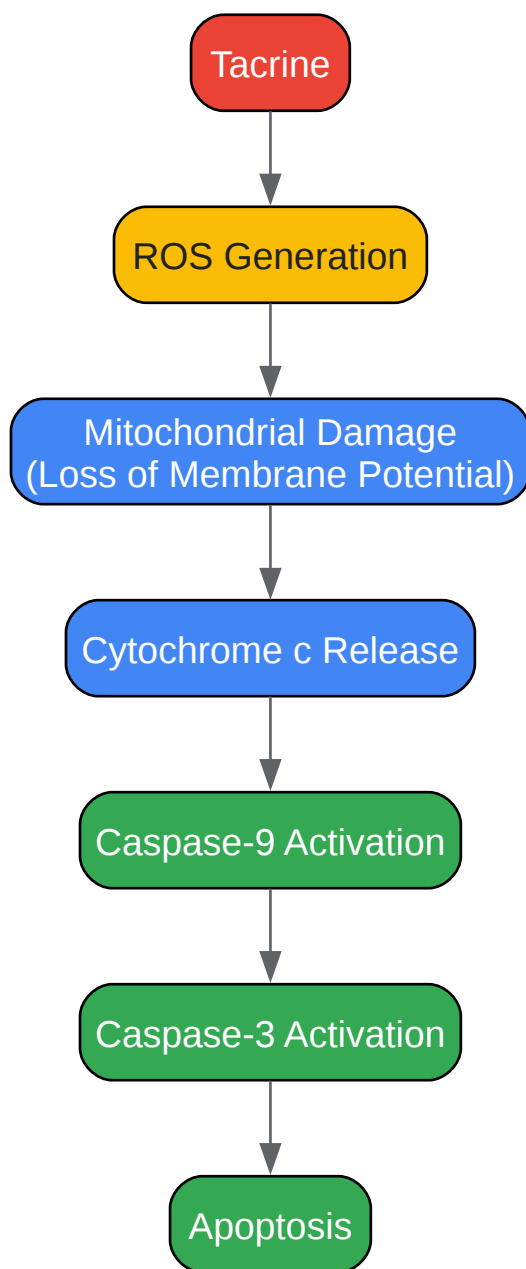 Tacrine
ROS Generation
Mitochondrial Damage
(Loss of Membrane Potential)
Cytochrome c Release
Caspase-9 Activation
Caspase-3 Activation
Apoptosis